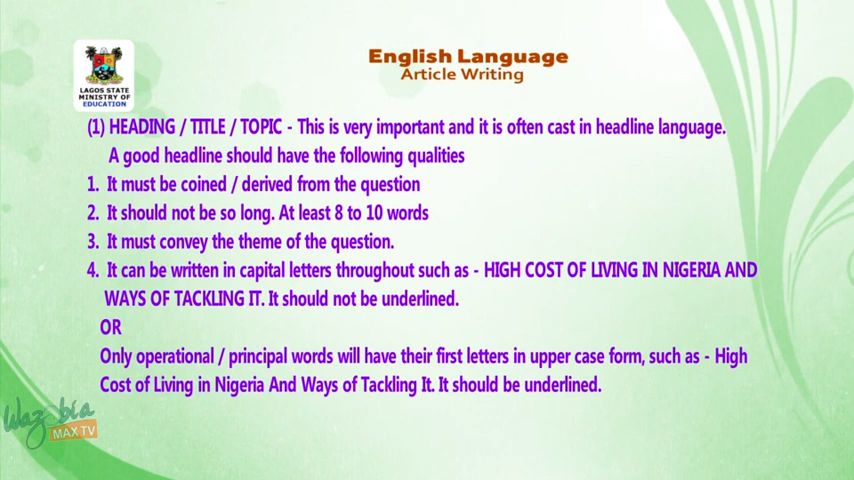 English Language
Article Writing
LAGOS STATE
MINISTRY OF
EDUCATION
(1) HEADING / TITLE / TOPIC - This is very important and it is often cast in headline language.
A good headline should have the following qualities
1. It must be coined / derived from the question
2. It should not be so long. At least 8 to 10 words
3. It must convey the theme of the question.
4. It can be written in capital letters throughout such as - HIGH COST OF LIVING IN NIGERIA AND
WAYS OF TACKLING IT. It should not be underlined.
OR
Only operational / principal words will have their first letters in upper case form, such as - High
Cost of Living in Nigeria And Ways of Tackling It. It should be underlined.
Wazobia
MAX TV